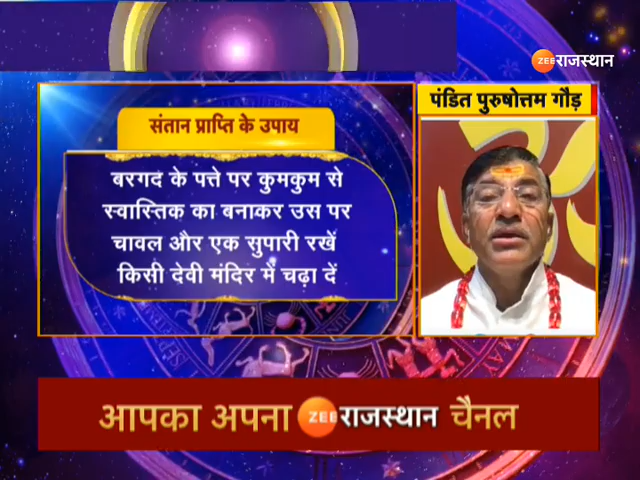 ZEE राजस्थान
पंडित पुरुषोत्तम गौड़
संतान प्राप्ति के उपाय
बरगद के पत्ते पर कुमकुम से
स्वास्तिक का बनाकर उस पर
चावल और एक सुपारी रखें
किसी देवी मंदिर में चढ़ा दें
आपका अपना ZEE राजस्थान चैनल